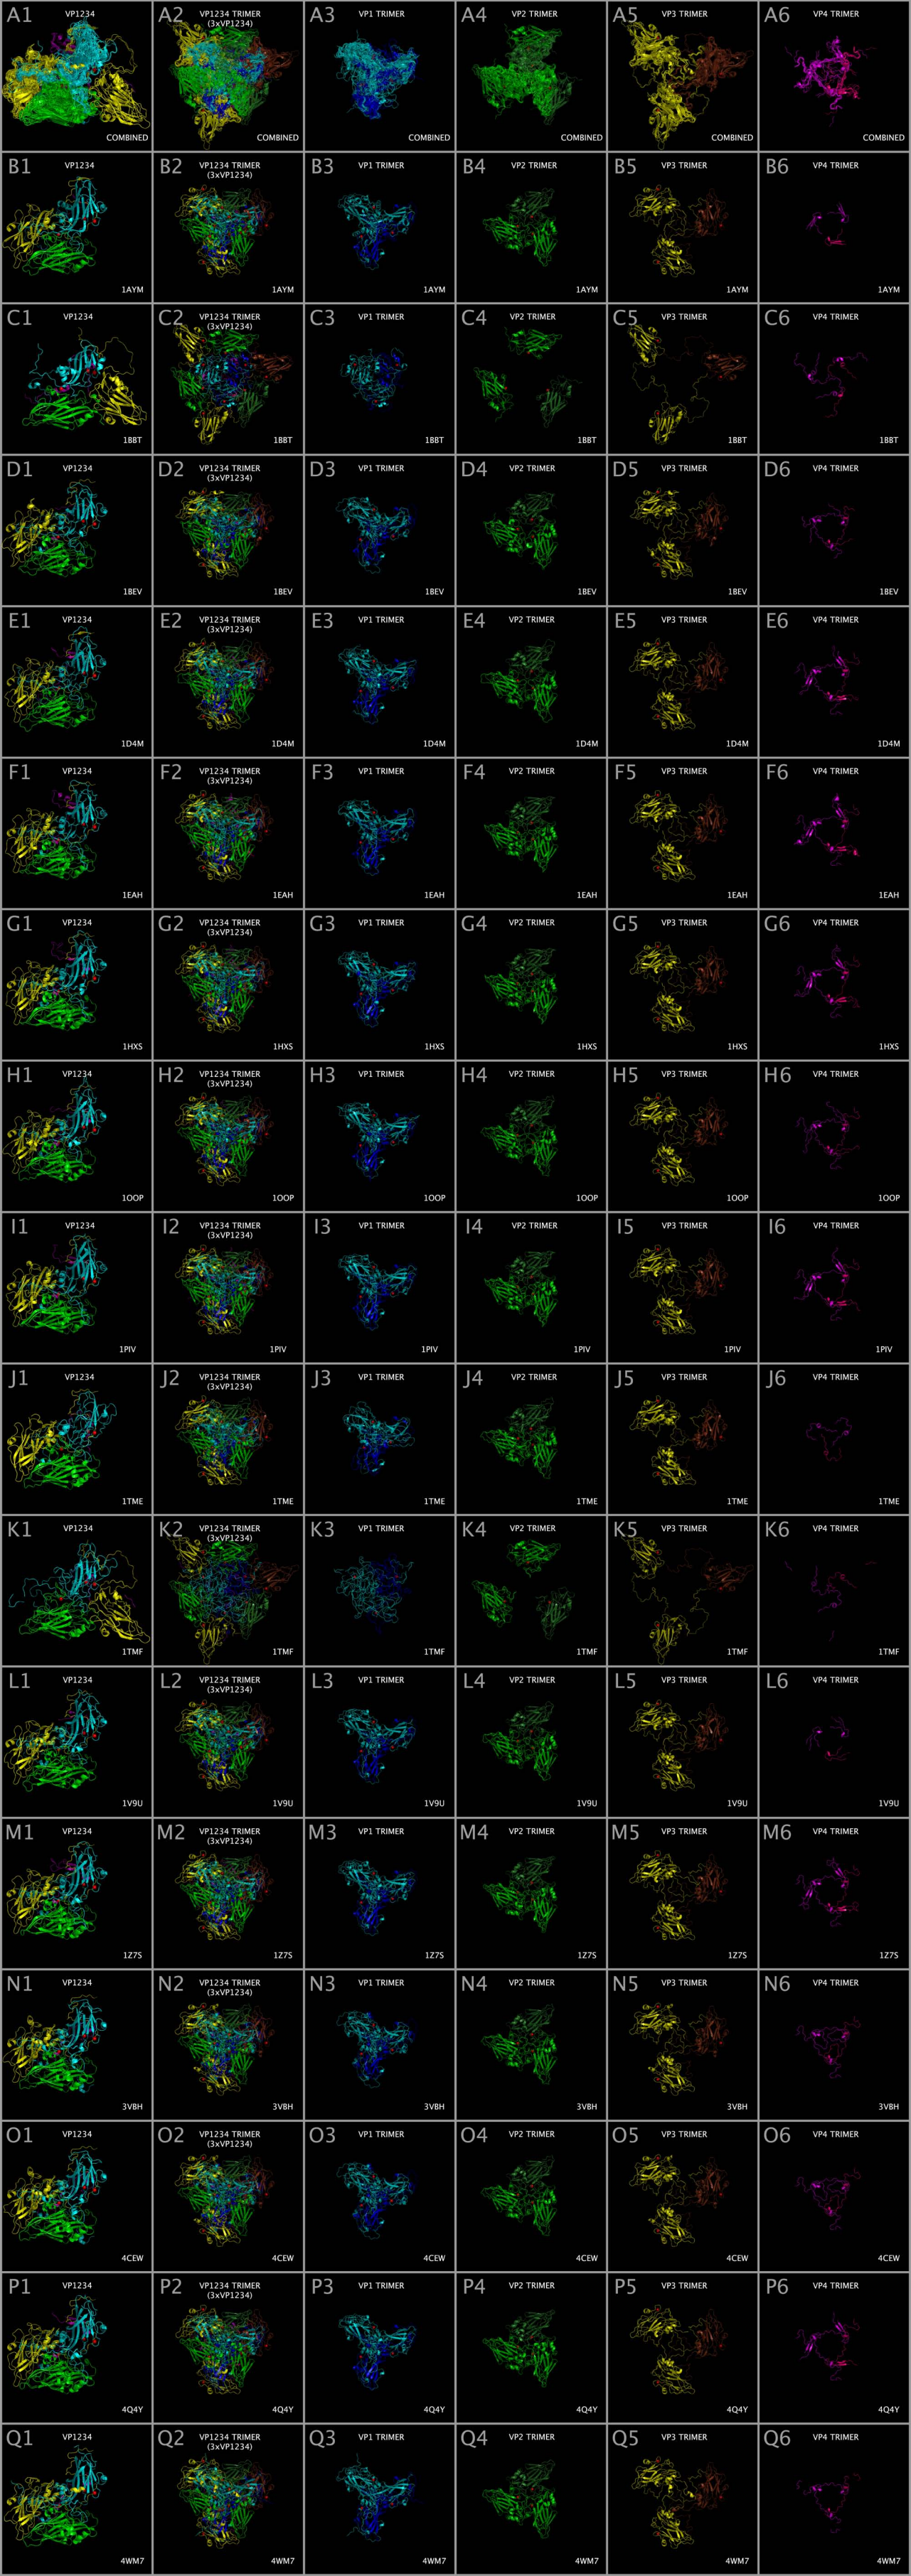 A1 VP1234 A2 VP1234 TRIMER A3 VP1 TRIMER A4 VP2 TRIMER A5 VP3 TRIMER A6 VP4 TRIMER
(3xVP1234)
COMBINED COMBINED COMBINED COMBINED COMBINED COMBINED
B1 VP1234 B2 VP1234 TRIMER B3 VP1 TRIMER B4 VP2 TRIMER B5 VP3 TRIMER B6 VP4 TRIMER
(3xVP1234)
1AYM 1AYM 1AYM 1AYM 1AYM 1AYM
C1 VP1234 C2 VP1234 TRIMER C3 VP1 TRIMER C4 VP2 TRIMER C5 VP3 TRIMER C6 VP4 TRIMER
(3xVP1234)
1BBT 1BBT 1BBT 1BBT 1BBT 1BBT
D1 VP1234 D2 VP1234 TRIMER D3 VP1 TRIMER D4 VP2 TRIMER D5 VP3 TRIMER D6 VP4 TRIMER
(3xVP1234)
1BEV 1BEV 1BEV 1BEV 1BEV 1BEV
E1 VP1234 E2 VP1234 TRIMER E3 VP1 TRIMER E4 VP2 TRIMER E5 VP3 TRIMER E6 VP4 TRIMER
(3xVP1234)
1D4M 1D4M 1D4M 1D4M 1D4M 1D4M
F1 VP1234 F2 VP1234 TRIMER F3 VP1 TRIMER F4 VP2 TRIMER F5 VP3 TRIMER F6 VP4 TRIMER
(3xVP1234)
1EAH 1EAH 1EAH 1EAH 1EAH 1EAH
G1 VP1234 G2 VP1234 TRIMER G3 VP1 TRIMER G4 VP2 TRIMER G5 VP3 TRIMER G6 VP4 TRIMER
(3xVP1234)
1HXS 1HXS 1HXS 1HXS 1HXS 1HXS
H1 VP1234 H2 VP1234 TRIMER H3 VP1 TRIMER H4 VP2 TRIMER H5 VP3 TRIMER H6 VP4 TRIMER
(3xVP1234)
1OOP 1OOP 1OOP 1OOP 1OOP 1OOP
I1 VP1234 I2 VP1234 TRIMER I3 VP1 TRIMER I4 VP2 TRIMER I5 VP3 TRIMER I6 VP4 TRIMER
(3xVP1234)
1PIV 1PIV 1PIV 1PIV 1PIV 1PIV
J1 VP1234 J2 VP1234 TRIMER J3 VP1 TRIMER J4 VP2 TRIMER J5 VP3 TRIMER J6 VP4 TRIMER
(3xVP1234)
1TME 1TME 1TME 1TME 1TME 1TME
K1 VP1234 K2 VP1234 TRIMER K3 VP1 TRIMER K4 VP2 TRIMER K5 VP3 TRIMER K6 VP4 TRIMER
(3xVP1234)
1TMF 1TMF 1TMF 1TMF 1TMF 1TMF
L1 VP1234 L2 VP1234 TRIMER L3 VP1 TRIMER L4 VP2 TRIMER L5 VP3 TRIMER L6 VP4 TRIMER
(3xVP1234)
1V9U 1V9U 1V9U 1V9U 1V9U 1V9U
M1 VP1234 M2 VP1234 TRIMER M3 VP1 TRIMER M4 VP2 TRIMER M5 VP3 TRIMER M6 VP4 TRIMER
(3xVP1234)
1Z7S 1Z7S 1Z7S 1Z7S 1Z7S 1Z7S
N1 VP1234 N2 VP1234 TRIMER N3 VP1 TRIMER N4 VP2 TRIMER N5 VP3 TRIMER N6 VP4 TRIMER
(3xVP1234)
3VBH 3VBH 3VBH 3VBH 3VBH 3VBH
O1 VP1234 O2 VP1234 TRIMER O3 VP1 TRIMER O4 VP2 TRIMER O5 VP3 TRIMER O6 VP4 TRIMER
(3xVP1234)
4CEW 4CEW 4CEW 4CEW 4CEW 4CEW
P1 VP1234 P2 VP1234 TRIMER P3 VP1 TRIMER P4 VP2 TRIMER P5 VP3 TRIMER P6 VP4 TRIMER
(3xVP1234)
4Q4Y 4Q4Y 4Q4Y 4Q4Y 4Q4Y 4Q4Y
Q1 VP1234 Q2 VP1234 TRIMER Q3 VP1 TRIMER Q4 VP2 TRIMER Q5 VP3 TRIMER Q6 VP4 TRIMER
(3xVP1234)
4WM7 4WM7 4WM7 4WM7 4WM7 4WM7